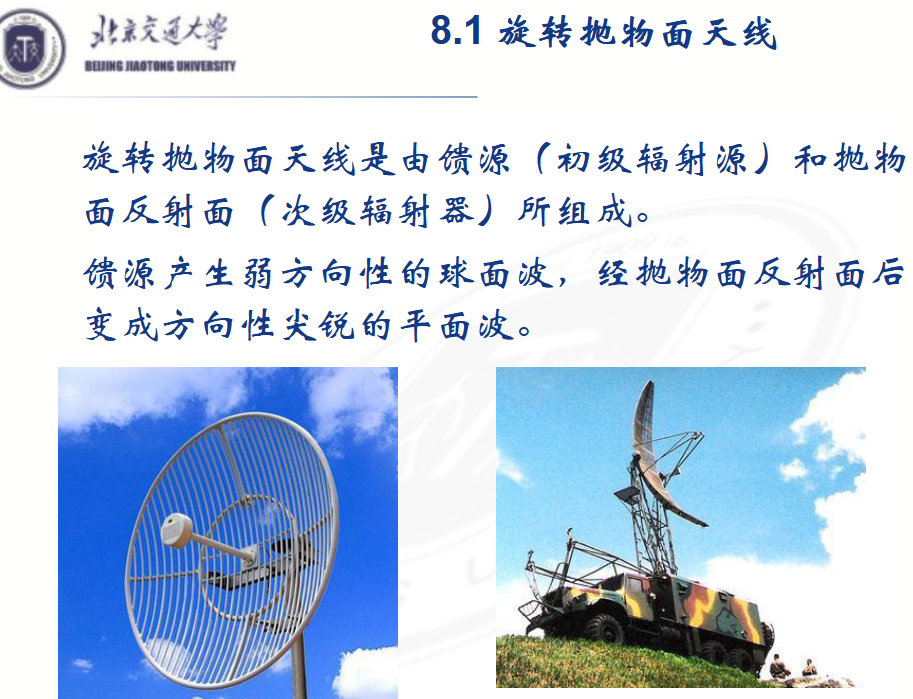 北京交通大学
BEIJING JIAOTONG UNIVERSITY
8.1 旋转抛物面天线
旋转抛物面天线是由馈源（初级辐射源）和抛物
面反射面（次级辐射器）所组成。
馈源产生弱方向性的球面波，经抛物面反射面后
变成方向性尖锐的平面波。